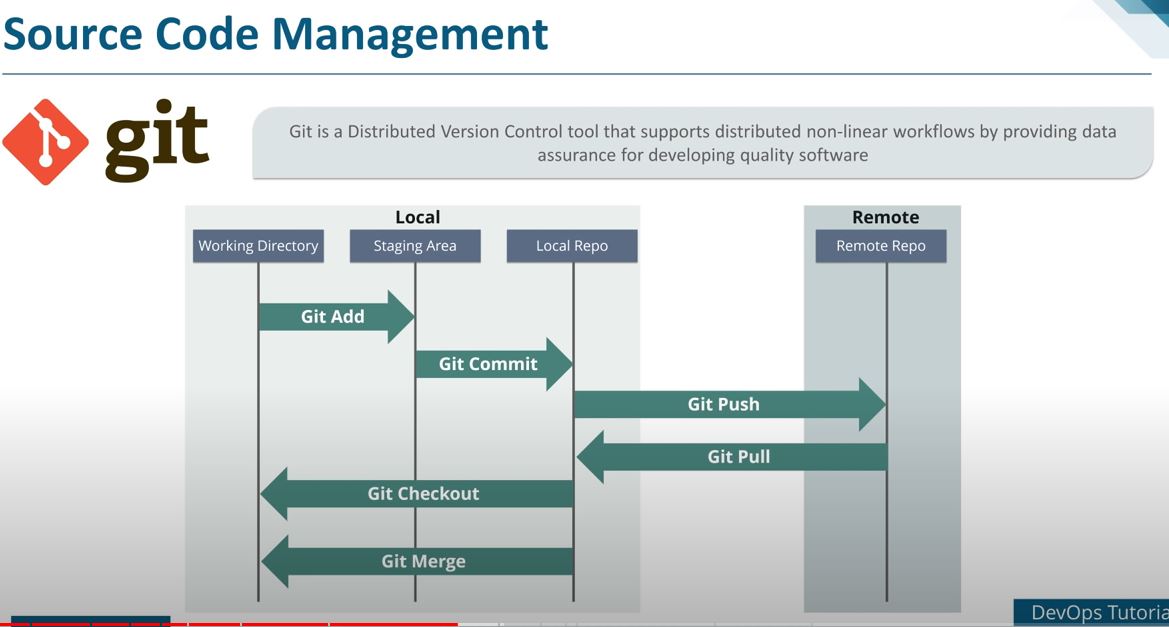 Source Code Management
git
Git is a Distributed Version Control tool that supports distributed non-linear workflows by providing data
assurance for developing quality software
Local
Remote
Working Directory
Staging Area
Local Repo
Remote Repo
Git Add
Git Commit
Git Push
Git Pull
Git Checkout
Git Merge
DevOps Tutoria